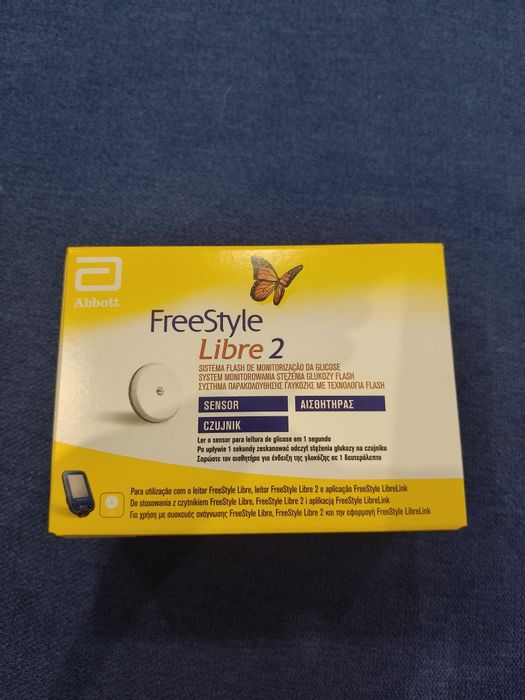 Abbott
FreeStyle
Libre 2
SISTEMA FLASH DE MONITORIZAÇÃO DA GLICOSE
SYSTEM MONITOROWANIA STĘŻENIA GLUKOZY FLASH
ΣΥΣΤΗΜΑ ΠΑΡΑΚΟΛΟΥΘΗΣΗΣ ΓΛΥΚΟΖΗΣ ΜΕ ΤΕΧΝΟΛΟΓΙΑ FLASH
SENSOR ΑΙΣΘΗΤΗΡΑΣ
CZUJNIK
Ler o sensor para leitura de glicose em 1 segundo
Po upływie 1 sekundy zeskanować odczyt stężenia glukozy na czujniku
Σαρώστε τον αισθητήρα για ένδειξη της γλυκόζης σε 1 δευτερόλεπτο
Para utilização com o leitor FreeStyle Libre, leitor FreeStyle Libre 2 e aplicação FreeStyle LibreLink
Do stosowania z czytnikiem FreeStyle Libre, FreeStyle Libre 2 i aplikacją FreeStyle LibreLink
Για χρήση με συσκευές ανάγνωσης FreeStyle Libre, FreeStyle Libre 2 και την εφαρμογή FreeStyle LibreLink